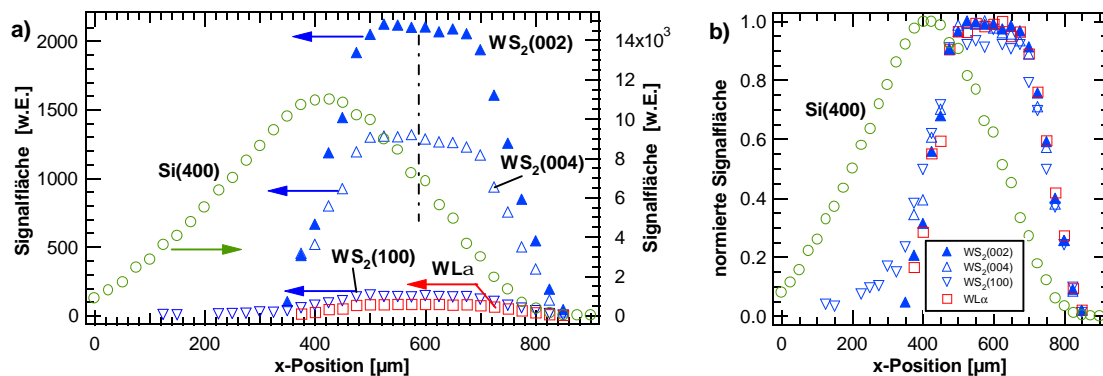 a)
Signalfläche [w.E.]
2000
1500
1000
500
0
14x10³
12
10
8
6
4
2
0
Signalfläche [w.E.]
WS₂(002)
WS₂(004)
Si(400)
WS₂(100)
WLa
0 200 400 600 800
x-Position [µm]
b)
normierte Signalfläche
1.0
0.8
0.6
0.4
0.2
0.0
Si(400)
WS₂(002)
WS₂(004)
WS₂(100)
WLα
0 200 400 600 800
x-Position [µm]